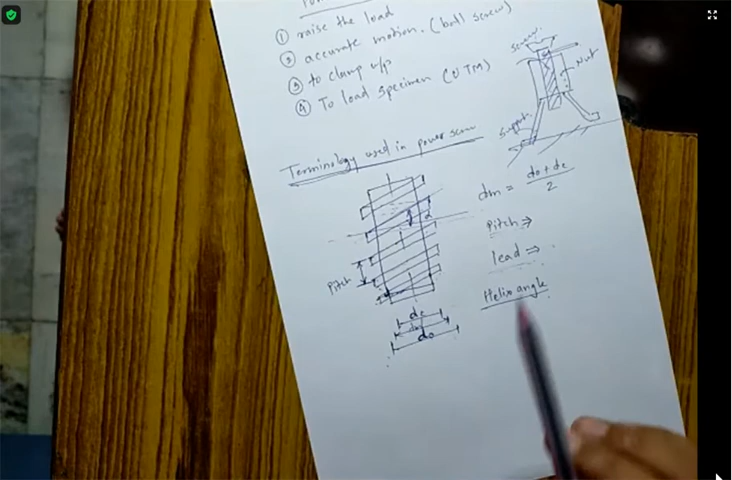 ① raise the load
② accurate motion. (ball screw)
③ to clamp w/p
④ To load specimen (UTM)
screw
Nut
Support
Terminology used in power screw
dm = do + dc / 2
Pitch ⇒
lead ⇒
Helix angle
α
Pitch
dc
dm
do